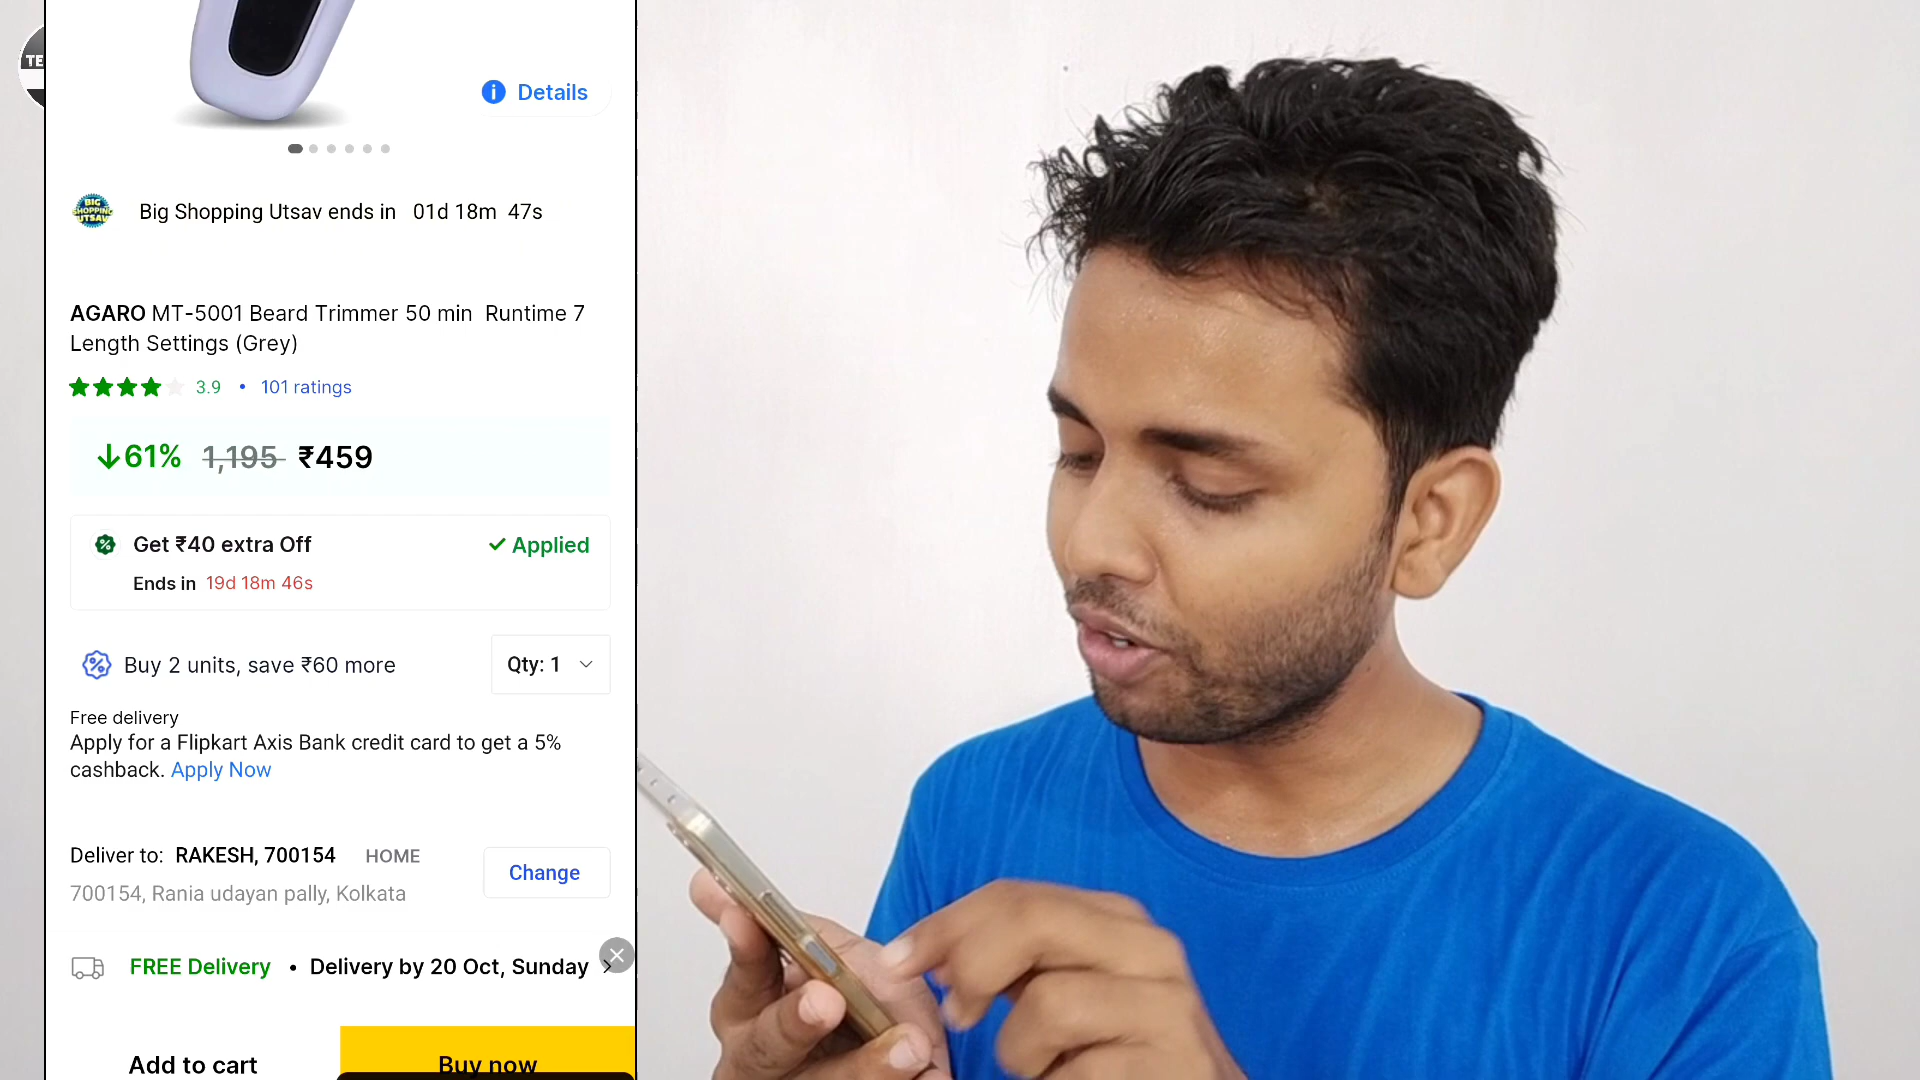 TE
Details
BIG SHOPPING UTSAV
Big Shopping Utsav ends in 01d 18m 47s
AGARO MT-5001 Beard Trimmer 50 min Runtime 7
Length Settings (Grey)
3.9 • 101 ratings
↓61% 1,195 ₹459
Get ₹40 extra Off
Applied
Ends in 19d 18m 46s
Buy 2 units, save ₹60 more
Qty: 1
Free delivery
Apply for a Flipkart Axis Bank credit card to get a 5%
cashback. Apply Now
Deliver to: RAKESH, 700154 HOME
Change
700154, Rania udayan pally, Kolkata
FREE Delivery • Delivery by 20 Oct, Sunday
Add to cart
Buy now